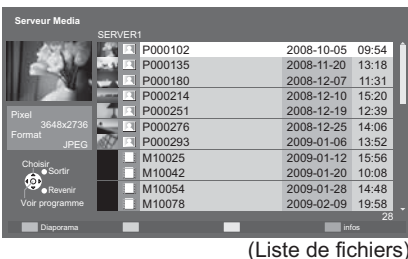 Serveur Media
SERVER1
P000102 2008-10-05 09:54
P000135 2008-11-20 13:18
P000180 2008-12-07 11:31
P000214 2008-12-10 15:20
P000251 2008-12-19 12:39
P000276 2008-12-25 14:06
P000293 2009-01-06 13:52
M10025 2009-01-12 15:56
M10042 2009-01-20 10:08
M10054 2009-01-28 14:48
M10078 2009-02-09 19:58
28
Pixel
3648x2736
Format
JPEG
Choisir
Sortir
Revenir
Voir programme
Diaporama
infos
(Liste de fichiers)